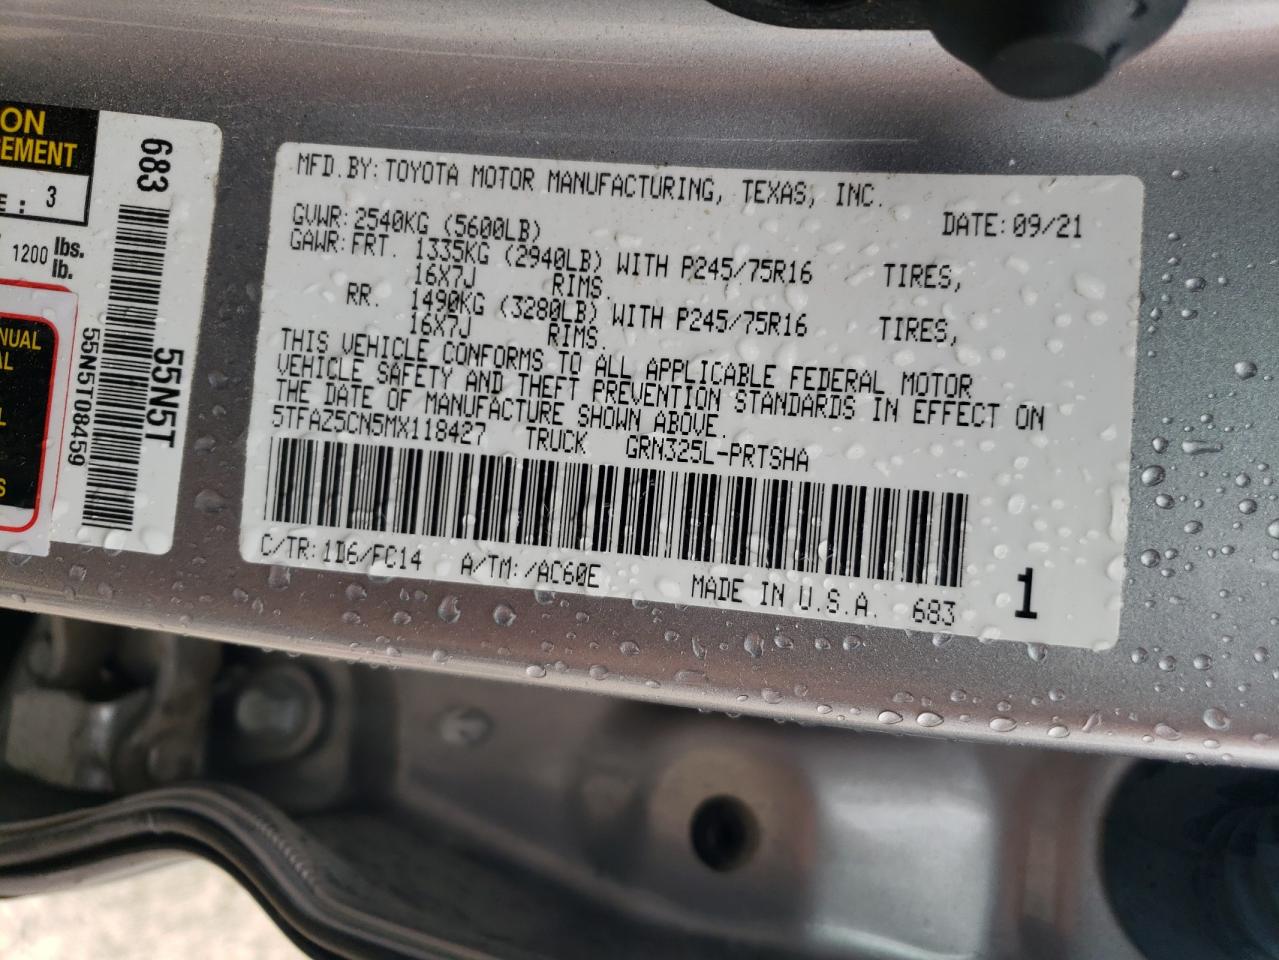 ON
EMENT
E: 3
1200 lbs.
lb.
ANUAL
AL
L
S
683
55N5T
55N5T08459
MFD.BY:TOYOTA MOTOR MANUFACTURING, TEXAS, INC.
DATE:09/21
GVWR:2540KG (5600LB)
GAWR:FRT. 1335KG (2940LB) WITH P245/75R16 TIRES,
16X7J RIMS.
RR. 1490KG (3280LB) WITH P245/75R16 TIRES,
16X7J RIMS.
THIS VEHICLE CONFORMS TO ALL APPLICABLE FEDERAL MOTOR
VEHICLE SAFETY AND THEFT PREVENTION STANDARDS IN EFFECT ON
THE DATE OF MANUFACTURE SHOWN ABOVE.
5TFAZ5CN5MX118427 TRUCK GRN325L-PRTSHA
C/TR:1D6/FC14 A/TM:/AC60E MADE IN U.S.A. 683 1